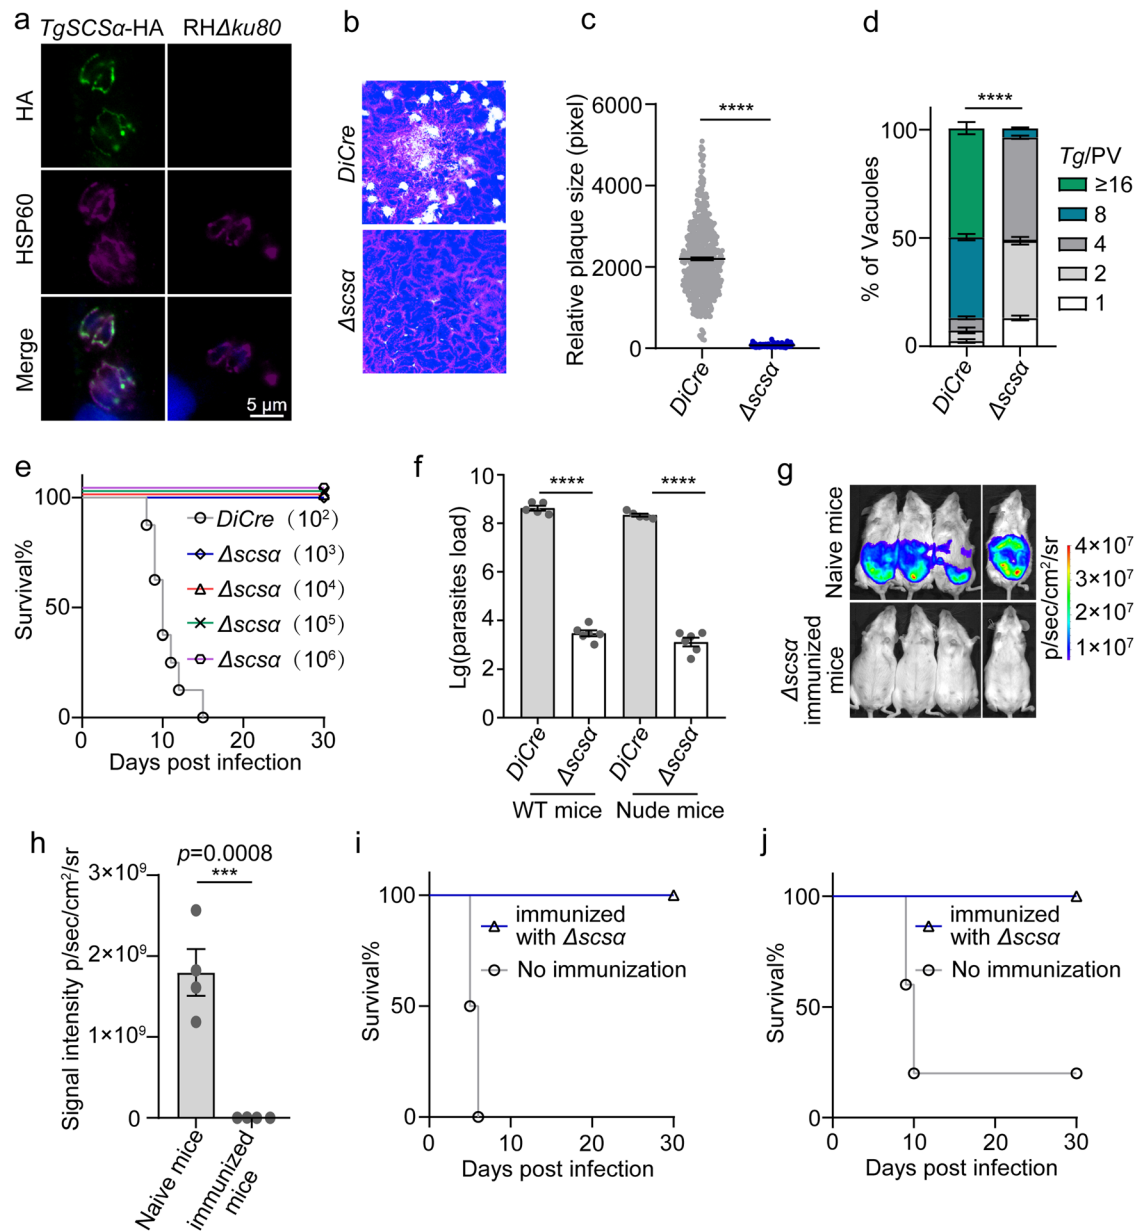 a
TgSCSα-HA
RHΔku80
HA
HSP60
Merge
5 µm
b
DiCre
Δscsα
c
Relative plaque size (pixel)
6000
4000
2000
0
****
DiCre
Δscsα
d
% of Vacuoles
100
50
0
****
DiCre
Δscsα
Tg/PV
≥16
8
4
2
1
e
Survival%
100
50
0
DiCre（10²）
Δscsα（10³）
Δscsα（10⁴）
Δscsα（10⁵）
Δscsα（10⁶）
0 10 20 30
Days post infection
f
Lg(parasites load)
10
8
6
4
2
0
**** ****
DiCre
Δscsα
DiCre
Δscsα
WT mice
Nude mice
g
Naive mice
Δscsα
immunized
mice
4×10⁷
3×10⁷
2×10⁷
1×10⁷
p/sec/cm²/sr
h
Signal intensity p/sec/cm²/sr
p=0.0008
***
3×10⁹
2×10⁹
1×10⁹
0
Naive mice
immunized
mice
i
Survival%
100
50
0
immunized
with Δscsα
No immunization
0 10 20 30
Days post infection
j
Survival%
100
50
0
immunized
with Δscsα
No immunization
0 10 20 30
Days post infection